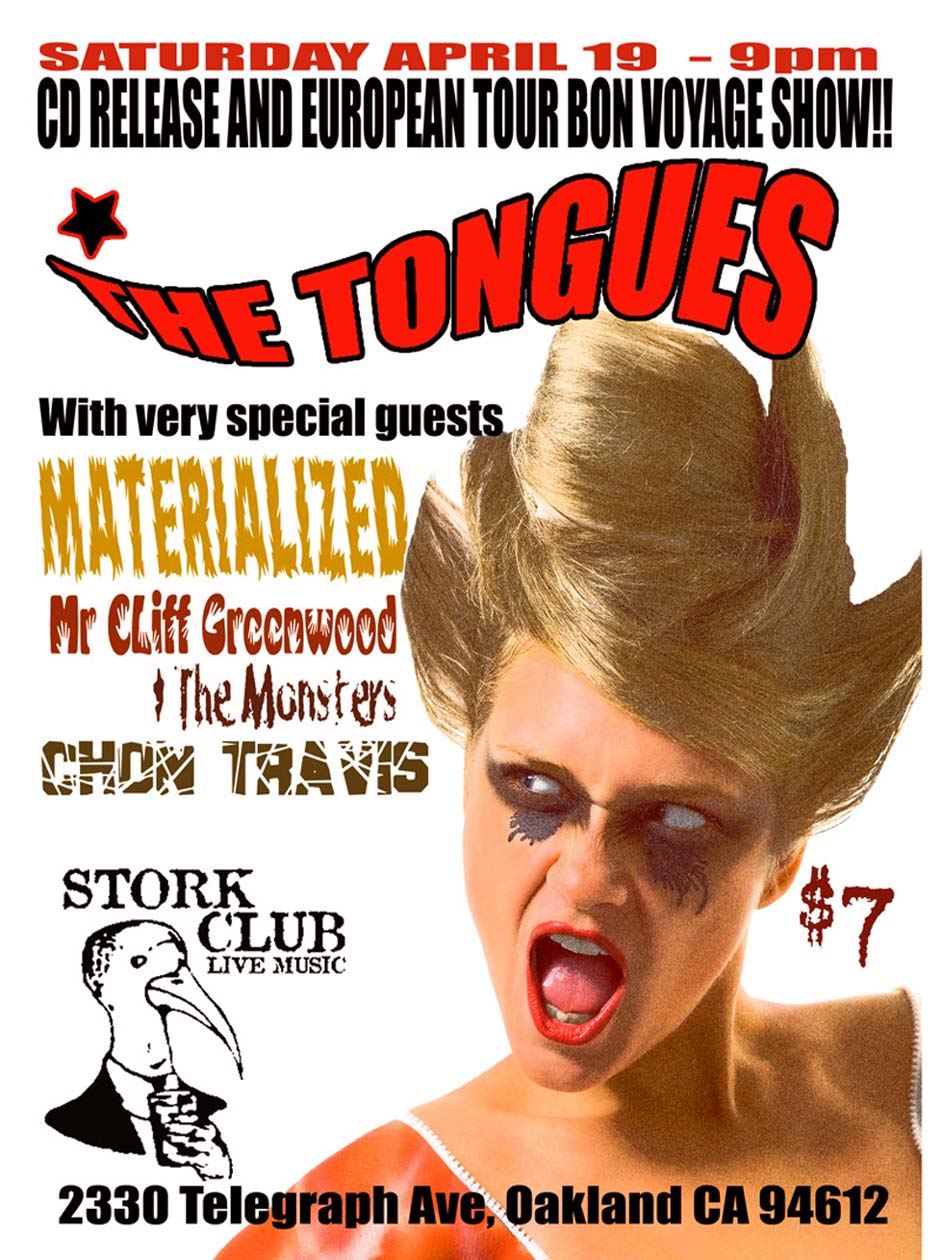 SATURDAY APRIL 19 - 9pm
CD RELEASE AND EUROPEAN TOUR BON VOYAGE SHOW!!
THE TONGUES
With very special guests
MATERIALIZED
Mr CLiff Greenwood
& The Monsters
CHON TRAVIS
STORK
CLUB
LIVE MUSIC
$7
2330 Telegraph Ave, Oakland CA 94612